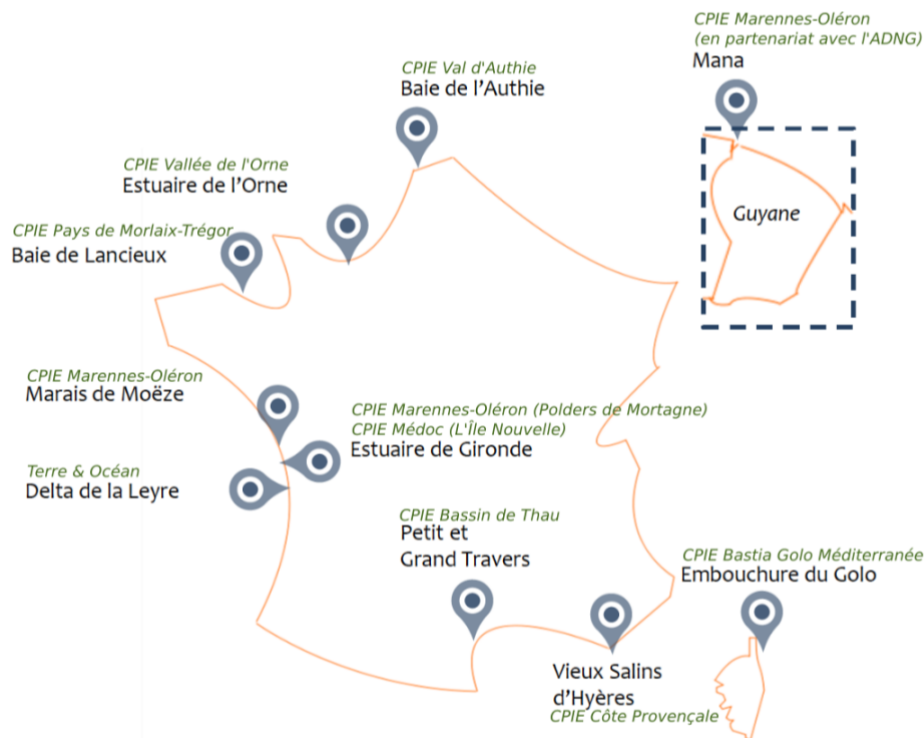 CPIE Marennes-Oléron
(en partenariat avec l'ADNG)
Mana
CPIE Val d'Authie
Baie de l'Authie
CPIE Vallée de l'Orne
Estuaire de l'Orne
Guyane
CPIE Pays de Morlaix-Trégor
Baie de Lancieux
CPIE Marennes-Oléron
Marais de Moëze
CPIE Marennes-Oléron (Polders de Mortagne)
CPIE Médoc (L'Île Nouvelle)
Estuaire de Gironde
Terre & Océan
Delta de la Leyre
CPIE Bassin de Thau
Petit et
Grand Travers
CPIE Bastia Golo Méditerranée
Embouchure du Golo
Vieux Salins
d'Hyères
CPIE Côte Provençale